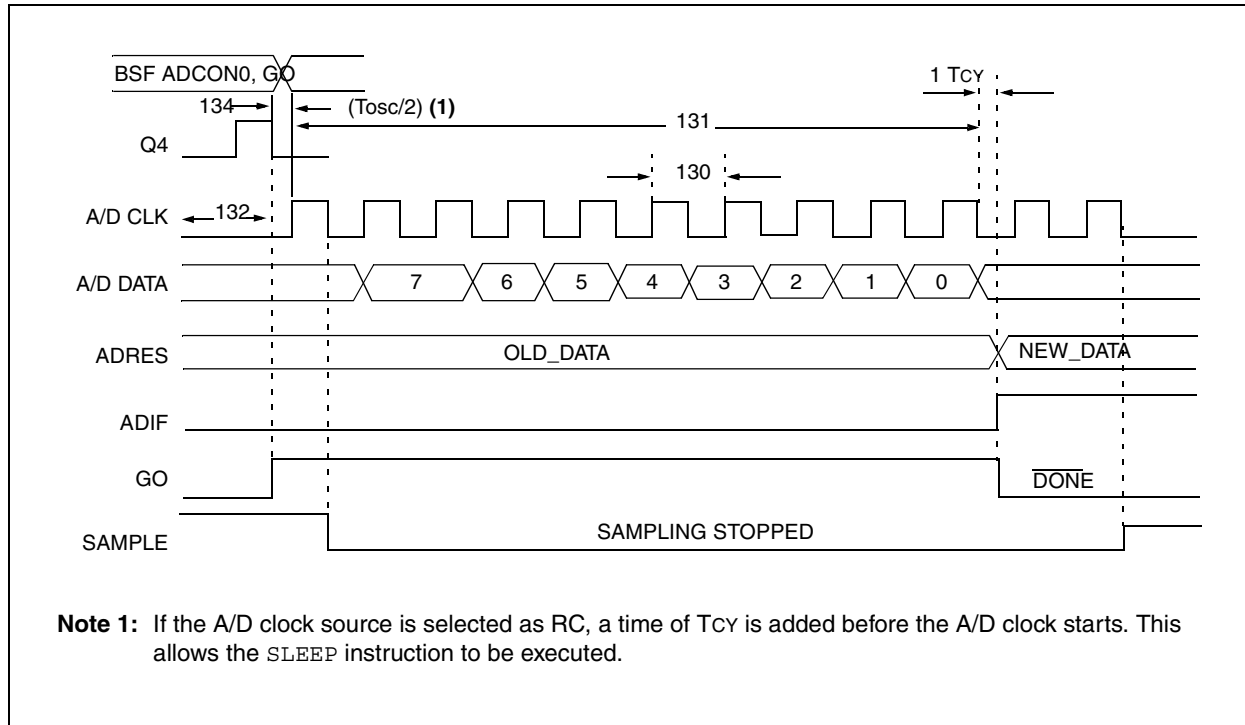 BSF ADCON0, GO
1 TCY
134
(Tosc/2) (1)
131
Q4
130
A/D CLK
132
A/D DATA
7 6 5 4 3 2 1 0
ADRES
OLD_DATA
NEW_DATA
ADIF
GO
DONE
SAMPLE
SAMPLING STOPPED
Note 1: If the A/D clock source is selected as RC, a time of TCY is added before the A/D clock starts. This
allows the SLEEP instruction to be executed.